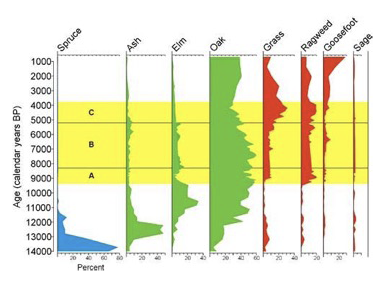 Spruce
Ash
Elm
Oak
Grass
Ragweed
Goosefoot
Sage
Age (calendar years BP)
1000
2000
3000
4000
5000
6000
7000
8000
9000
10000
11000
12000
13000
14000
C
B
A
20 40 60 80
20 40
20 40
20 40 60
20 40
20
20
Percent